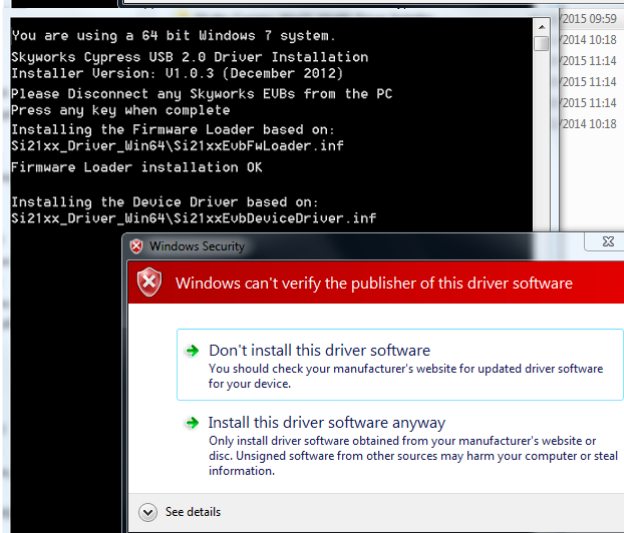 /2015 09:59
/2014 10:18
/2015 11:14
/2015 11:14
/2015 11:14
/2014 10:18
You are using a 64 bit Windows 7 system.
Skyworks Cypress USB 2.0 Driver Installation
Installer Version: V1.0.3 (December 2012)
Please Disconnect any Skyworks EVBs from the PC
Press any key when complete
Installing the Firmware Loader based on:
Si21xx_Driver_Win64\Si21xxEvbFwLoader.inf
Firmware Loader installation OK
Installing the Device Driver based on:
Si21xx_Driver_Win64\Si21xxEvbDeviceDriver.inf
Windows Security
Windows can't verify the publisher of this driver software
Don't install this driver software
You should check your manufacturer's website for updated driver software
for your device.
Install this driver software anyway
Only install driver software obtained from your manufacturer's website or
disc. Unsigned software from other sources may harm your computer or steal
information.
See details